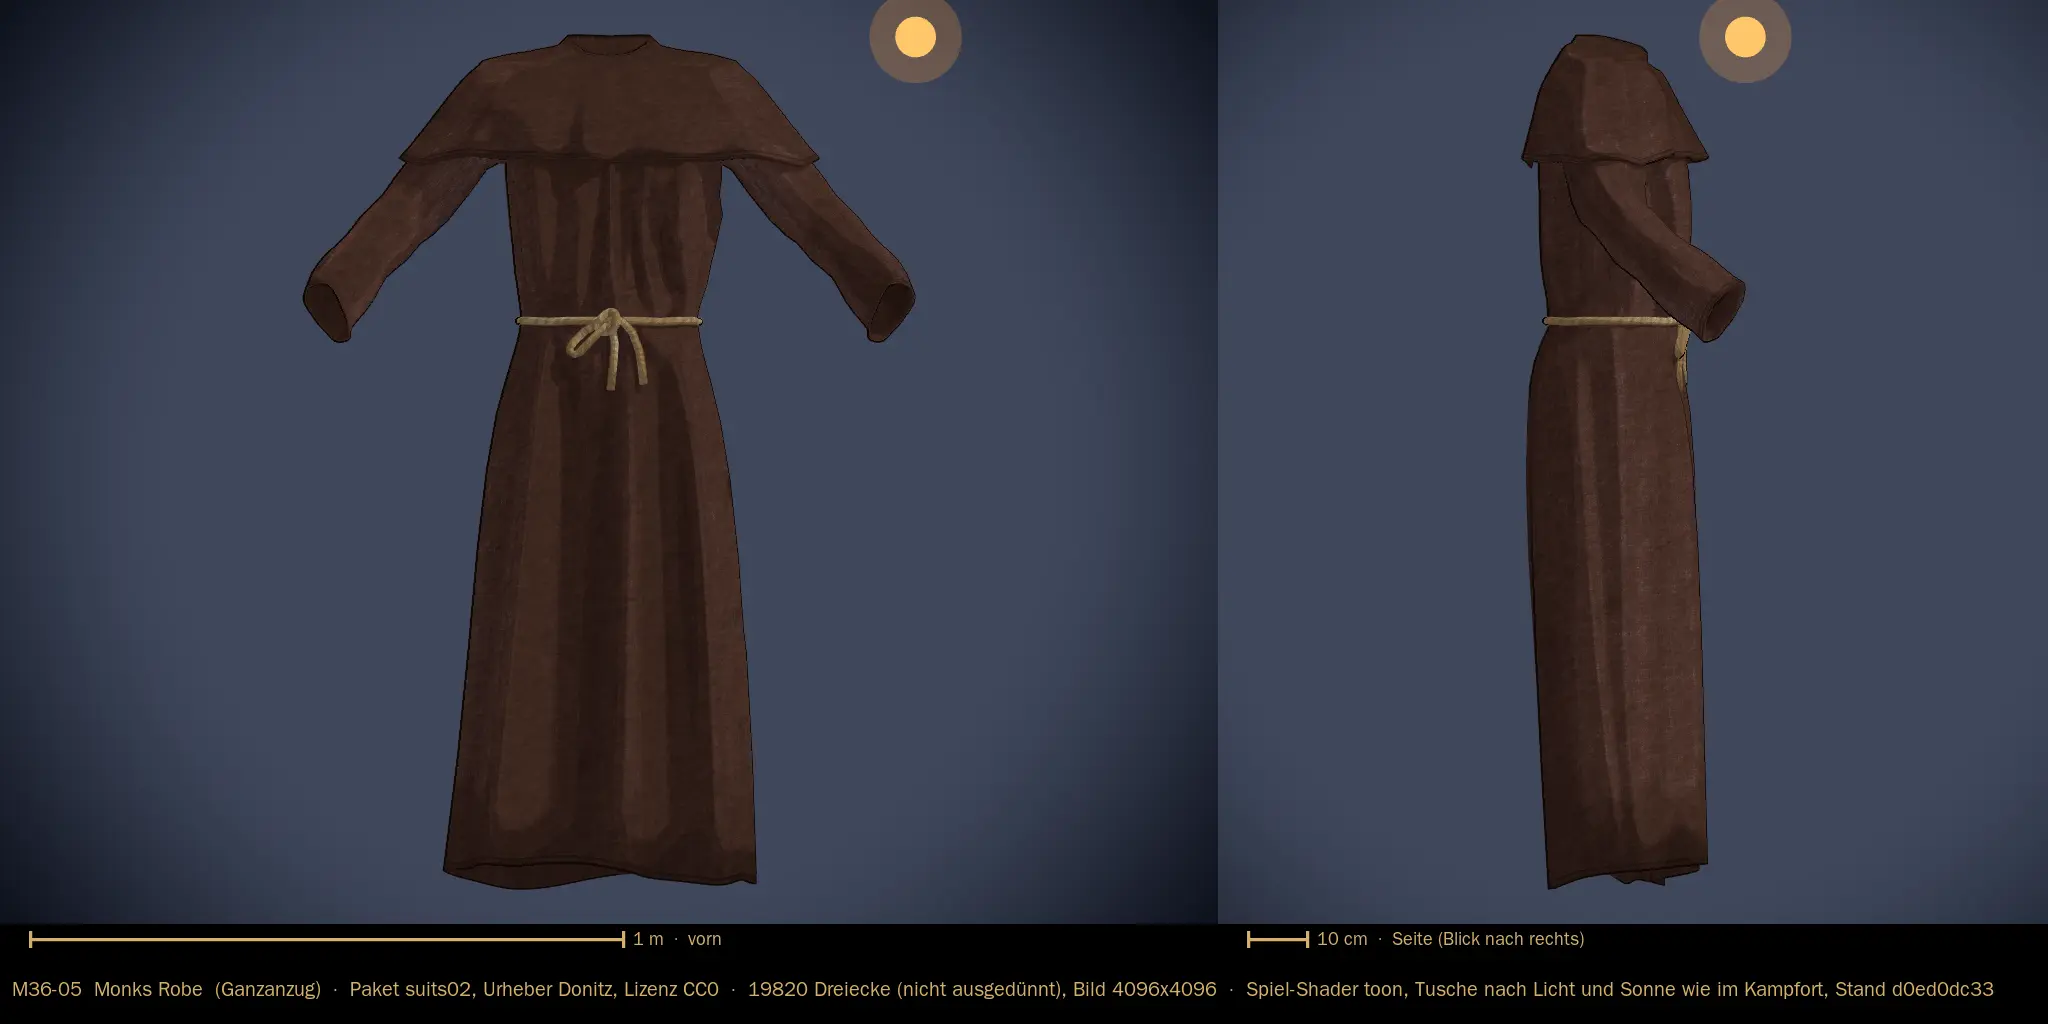 1 m · vorn
10 cm · Seite (Blick nach rechts)
M36-05 Monks Robe (Ganzanzug) · Paket suits02, Urheber Donitz, Lizenz CC0 · 19820 Dreiecke (nicht ausgedünnt), Bild 4096x4096 · Spiel-Shader toon, Tusche nach Licht und Sonne wie im Kampfort, Stand d0ed0dc33